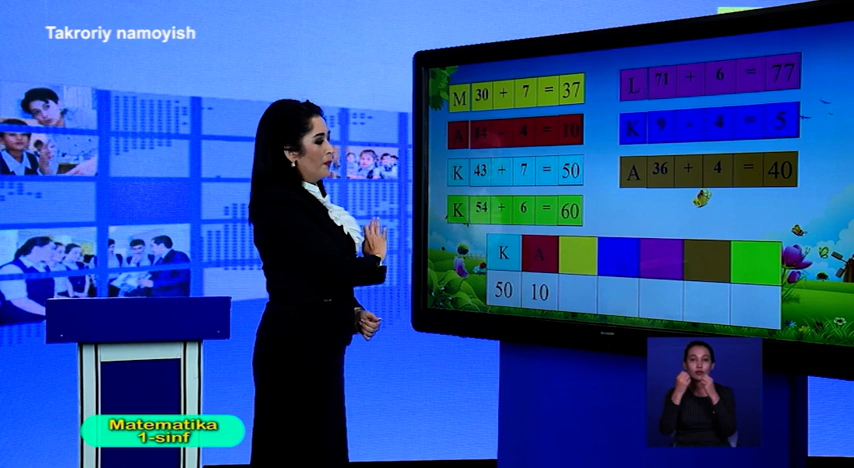 Takroriy namoyish
M 30 + 7 = 37
A 14 - 4 = 10
K 43 + 7 = 50
K 54 + 6 = 60
L 71 + 6 = 77
K 9 - 4 = 5
A 36 + 4 = 40
K A
50 10
Matematika
1-sinf